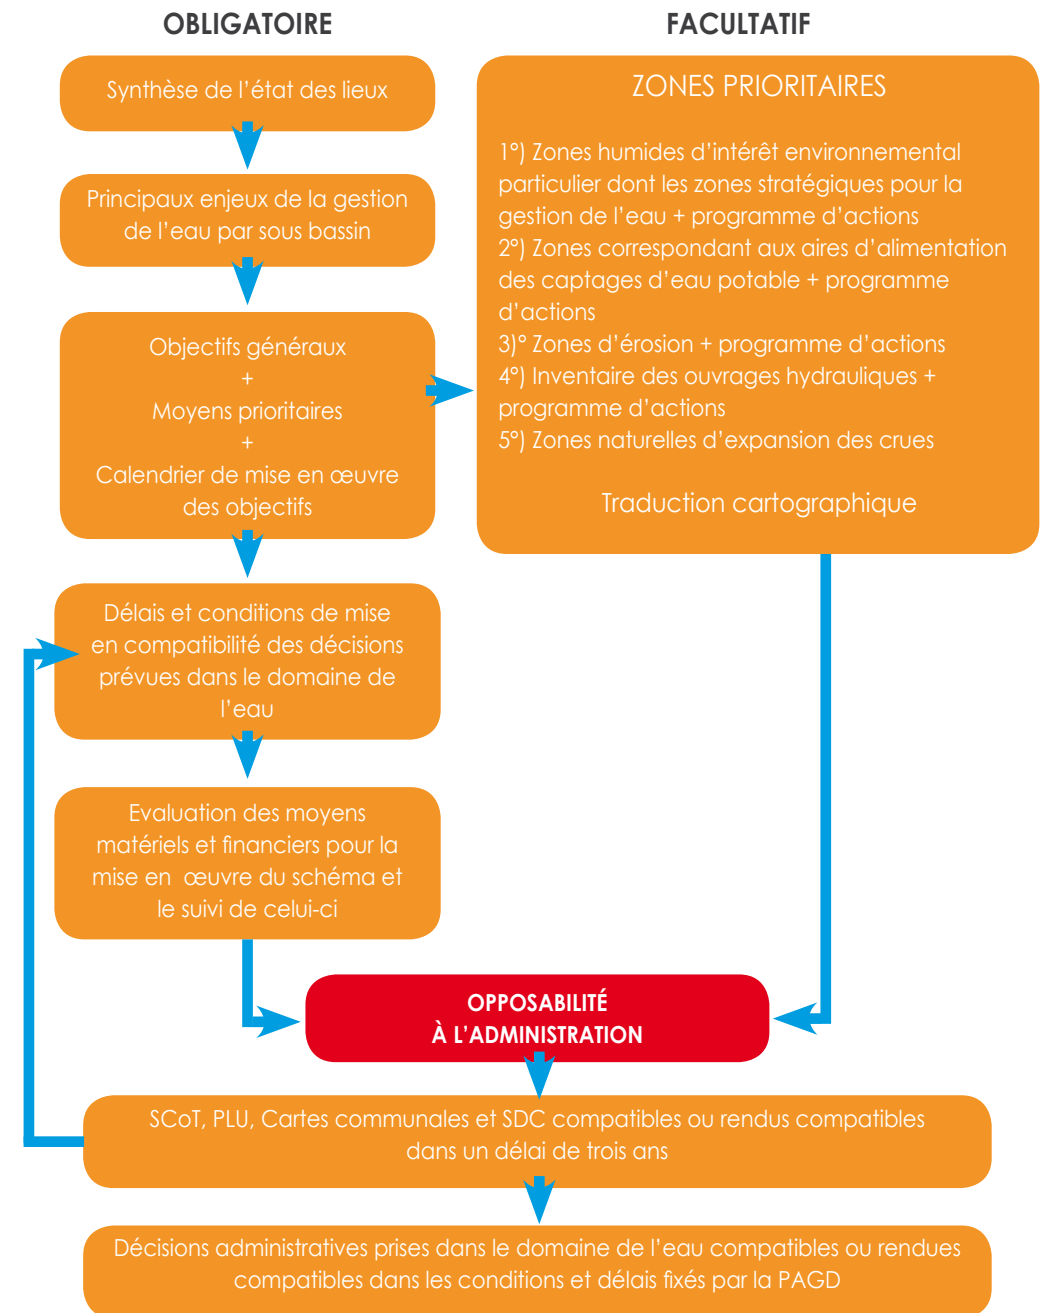 OBLIGATOIRE
Synthèse de l'état des lieux
Principaux enjeux de la gestion
de l'eau par sous bassin
Objectifs généraux
+
Moyens prioritaires
+
Calendrier de mise en œuvre
des objectifs
Délais et conditions de mise
en compatibilité des décisions
prévues dans le domaine de
l'eau
Evaluation des moyens
matériels et financiers pour la
mise en œuvre du schéma et
le suivi de celui-ci
FACULTATIF
ZONES PRIORITAIRES
1°) Zones humides d'intérêt environnemental
particulier dont les zones stratégiques pour la
gestion de l'eau + programme d'actions
2°) Zones correspondant aux aires d'alimentation
des captages d'eau potable + programme
d'actions
3)° Zones d'érosion + programme d'actions
4°) Inventaire des ouvrages hydrauliques +
programme d'actions
5°) Zones naturelles d'expansion des crues
Traduction cartographique
OPPOSABILITÉ
À L'ADMINISTRATION
SCoT, PLU, Cartes communales et SDC compatibles ou rendus compatibles
dans un délai de trois ans
Décisions administratives prises dans le domaine de l'eau compatibles ou rendues
compatibles dans les conditions et délais fixés par la PAGD